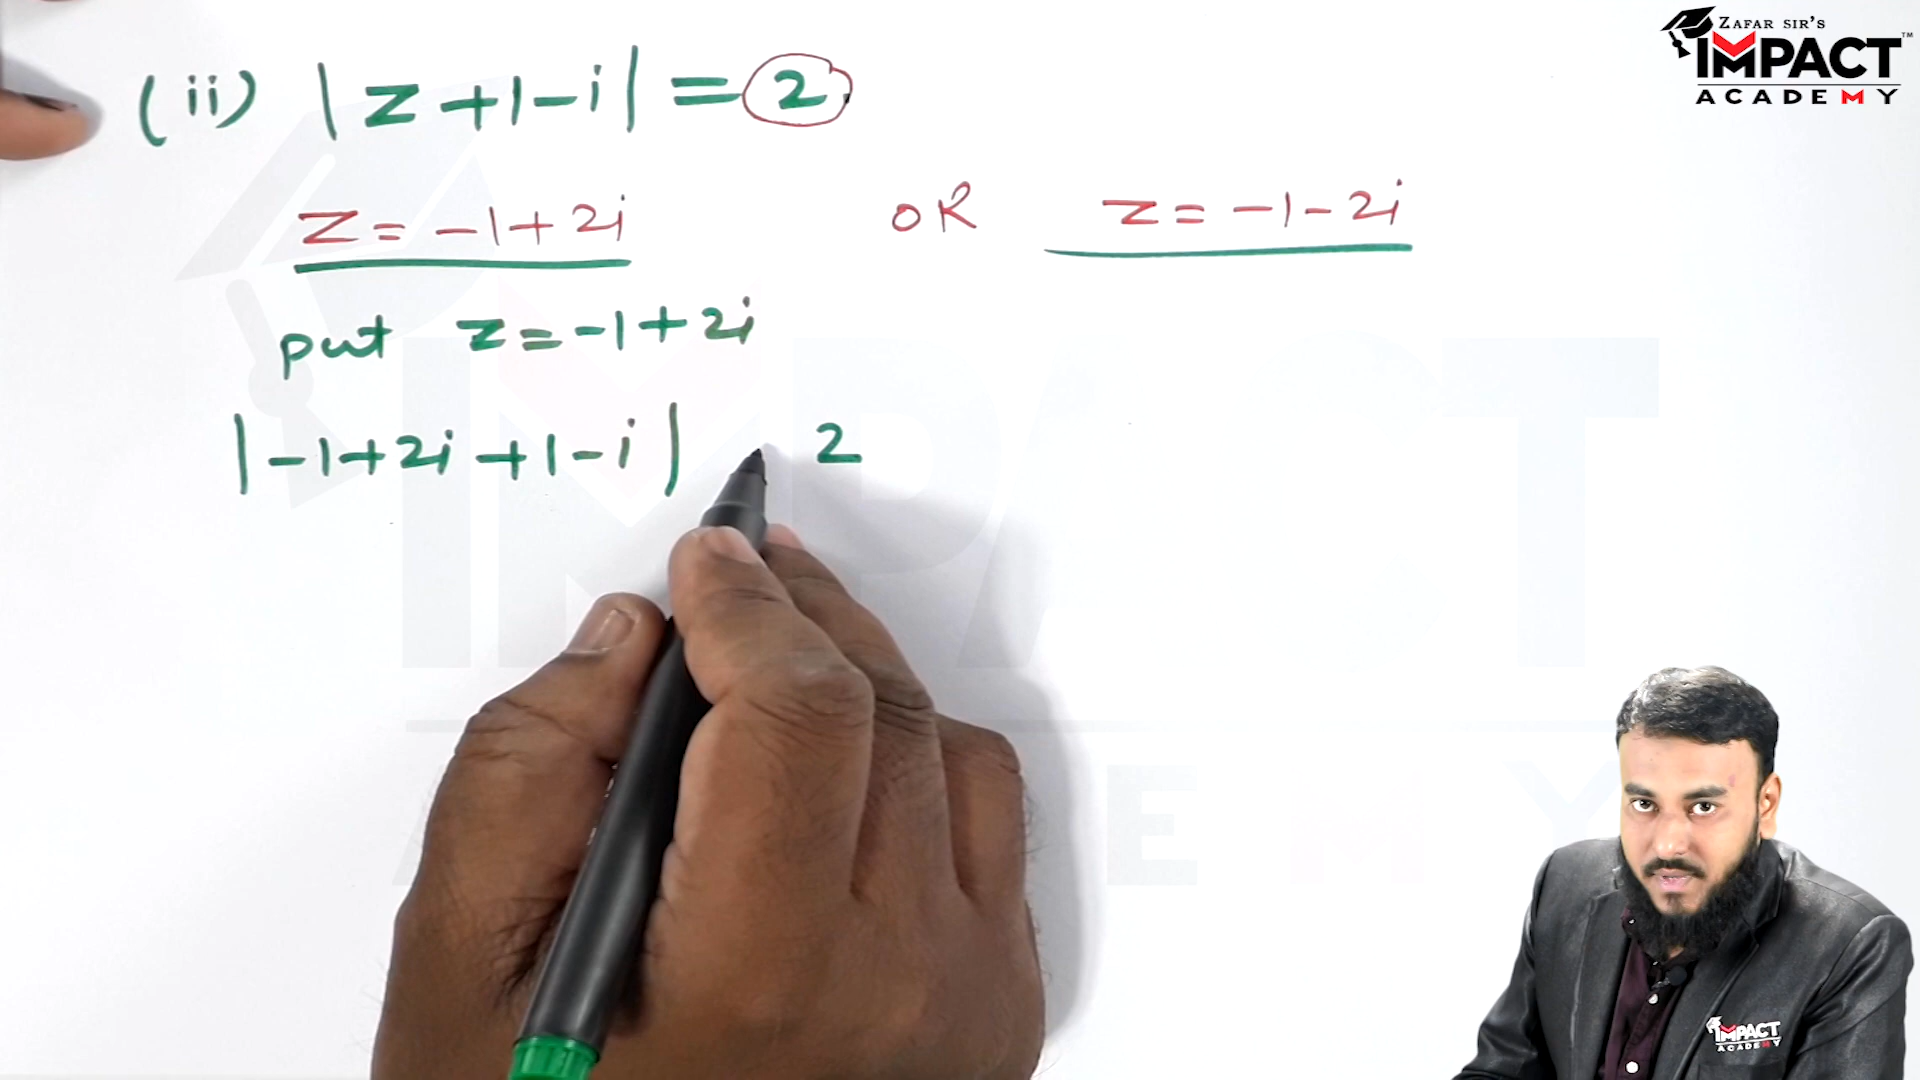 ZAFAR SIR'S
IMPACT™
ACADEMY
(ii) |z+1-i| = 2
z = -1+2i OR z = -1-2i
put z = -1+2i
|-1+2i+1-i| 2
IMPACT
ACADEMY